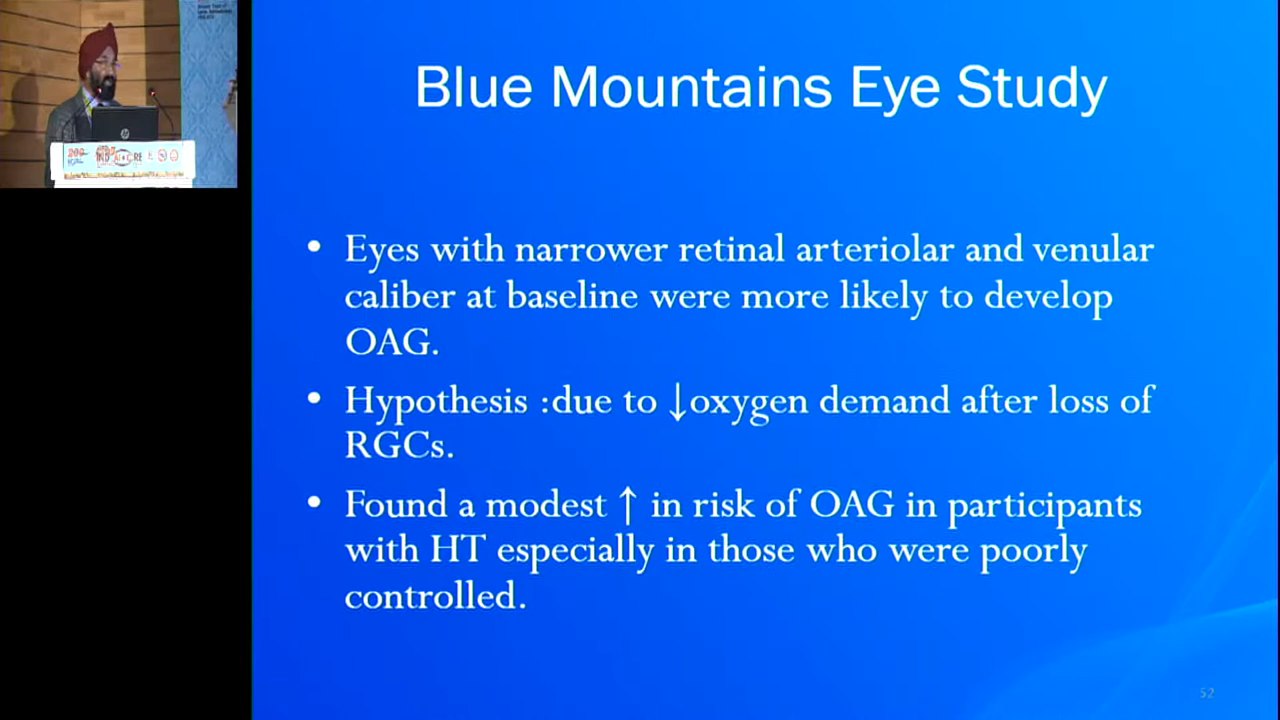 Blue Mountains Eye Study
• Eyes with narrower retinal arteriolar and venular
caliber at baseline were more likely to develop
OAG.
• Hypothesis :due to ↓oxygen demand after loss of
RGCs.
• Found a modest ↑ in risk of OAG in participants
with HT especially in those who were poorly
controlled.
52
hp